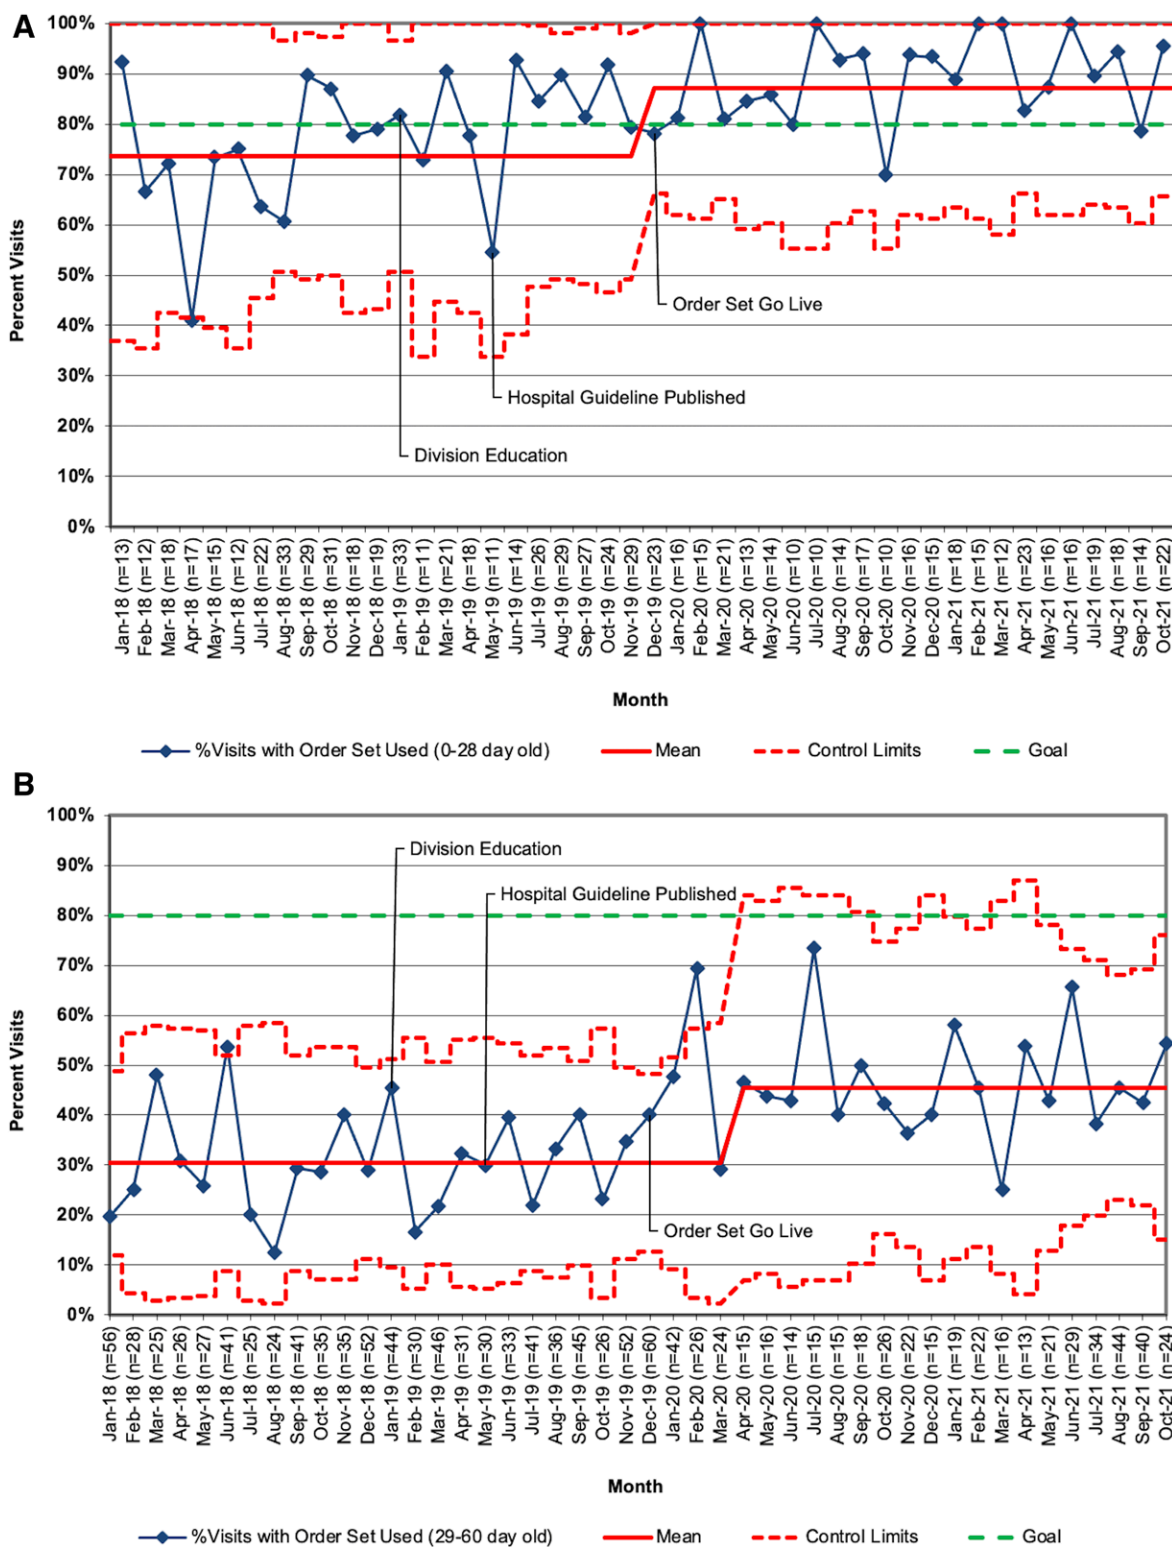 A
100%
90%
80%
70%
60%
50%
40%
30%
20%
10%
0%
Percent Visits
Order Set Go Live
Hospital Guideline Published
Division Education
Jan-18 (n=13)
Feb-18 (n=12)
Mar-18 (n=18)
Apr-18 (n=17)
May-18 (n=15)
Jun-18 (n=12)
Jul-18 (n=22)
Aug-18 (n=33)
Sep-18 (n=29)
Oct-18 (n=31)
Nov-18 (n=18)
Dec-18 (n=19)
Jan-19 (n=33)
Feb-19 (n=11)
Mar-19 (n=21)
Apr-19 (n=18)
May-19 (n=11)
Jun-19 (n=14)
Jul-19 (n=26)
Aug-19 (n=29)
Sep-19 (n=27)
Oct-19 (n=24)
Nov-19 (n=29)
Dec-19 (n=23)
Jan-20 (n=16)
Feb-20 (n=15)
Mar-20 (n=21)
Apr-20 (n=13)
May-20 (n=14)
Jun-20 (n=10)
Jul-20 (n=10)
Aug-20 (n=14)
Sep-20 (n=17)
Oct-20 (n=10)
Nov-20 (n=16)
Dec-20 (n=15)
Jan-21 (n=18)
Feb-21 (n=15)
Mar-21 (n=12)
Apr-21 (n=23)
May-21 (n=16)
Jun-21 (n=16)
Jul-21 (n=19)
Aug-21 (n=18)
Sep-21 (n=14)
Oct-21 (n=22)
Month
%Visits with Order Set Used (0-28 day old) Mean Control Limits Goal
B
100%
90%
80%
70%
60%
50%
40%
30%
20%
10%
0%
Percent Visits
Division Education
Hospital Guideline Published
Order Set Go Live
Jan-18 (n=56)
Feb-18 (n=28)
Mar-18 (n=25)
Apr-18 (n=26)
May-18 (n=27)
Jun-18 (n=41)
Jul-18 (n=25)
Aug-18 (n=24)
Sep-18 (n=41)
Oct-18 (n=35)
Nov-18 (n=35)
Dec-18 (n=52)
Jan-19 (n=44)
Feb-19 (n=30)
Mar-19 (n=46)
Apr-19 (n=31)
May-19 (n=30)
Jun-19 (n=33)
Jul-19 (n=41)
Aug-19 (n=36)
Sep-19 (n=45)
Oct-19 (n=26)
Nov-19 (n=52)
Dec-19 (n=60)
Jan-20 (n=42)
Feb-20 (n=26)
Mar-20 (n=24)
Apr-20 (n=15)
May-20 (n=16)
Jun-20 (n=14)
Jul-20 (n=15)
Aug-20 (n=15)
Sep-20 (n=18)
Oct-20 (n=26)
Nov-20 (n=22)
Dec-20 (n=15)
Jan-21 (n=19)
Feb-21 (n=22)
Mar-21 (n=16)
Apr-21 (n=13)
May-21 (n=21)
Jun-21 (n=29)
Jul-21 (n=34)
Aug-21 (n=44)
Sep-21 (n=40)
Oct-21 (n=24)
Month
%Visits with Order Set Used (29-60 day old) Mean Control Limits Goal